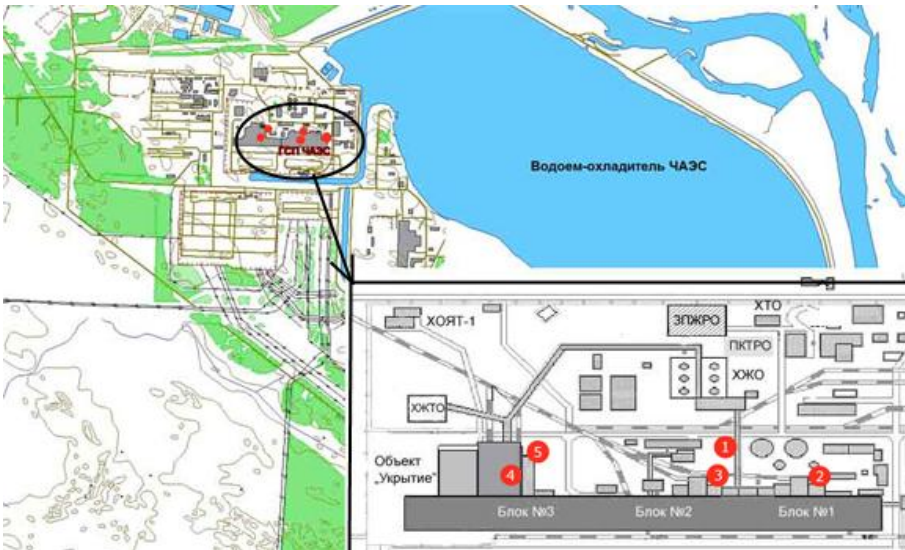 ГСП ЧАЭС
Водоем-охладитель ЧАЭС
ХОЯТ-1
ЗПЖРО
ХТО
ПКТРО
ХЖО
ХЖТО
Объект
„Укрытие"
5
4
1
3
2
Блок №3
Блок №2
Блок №1